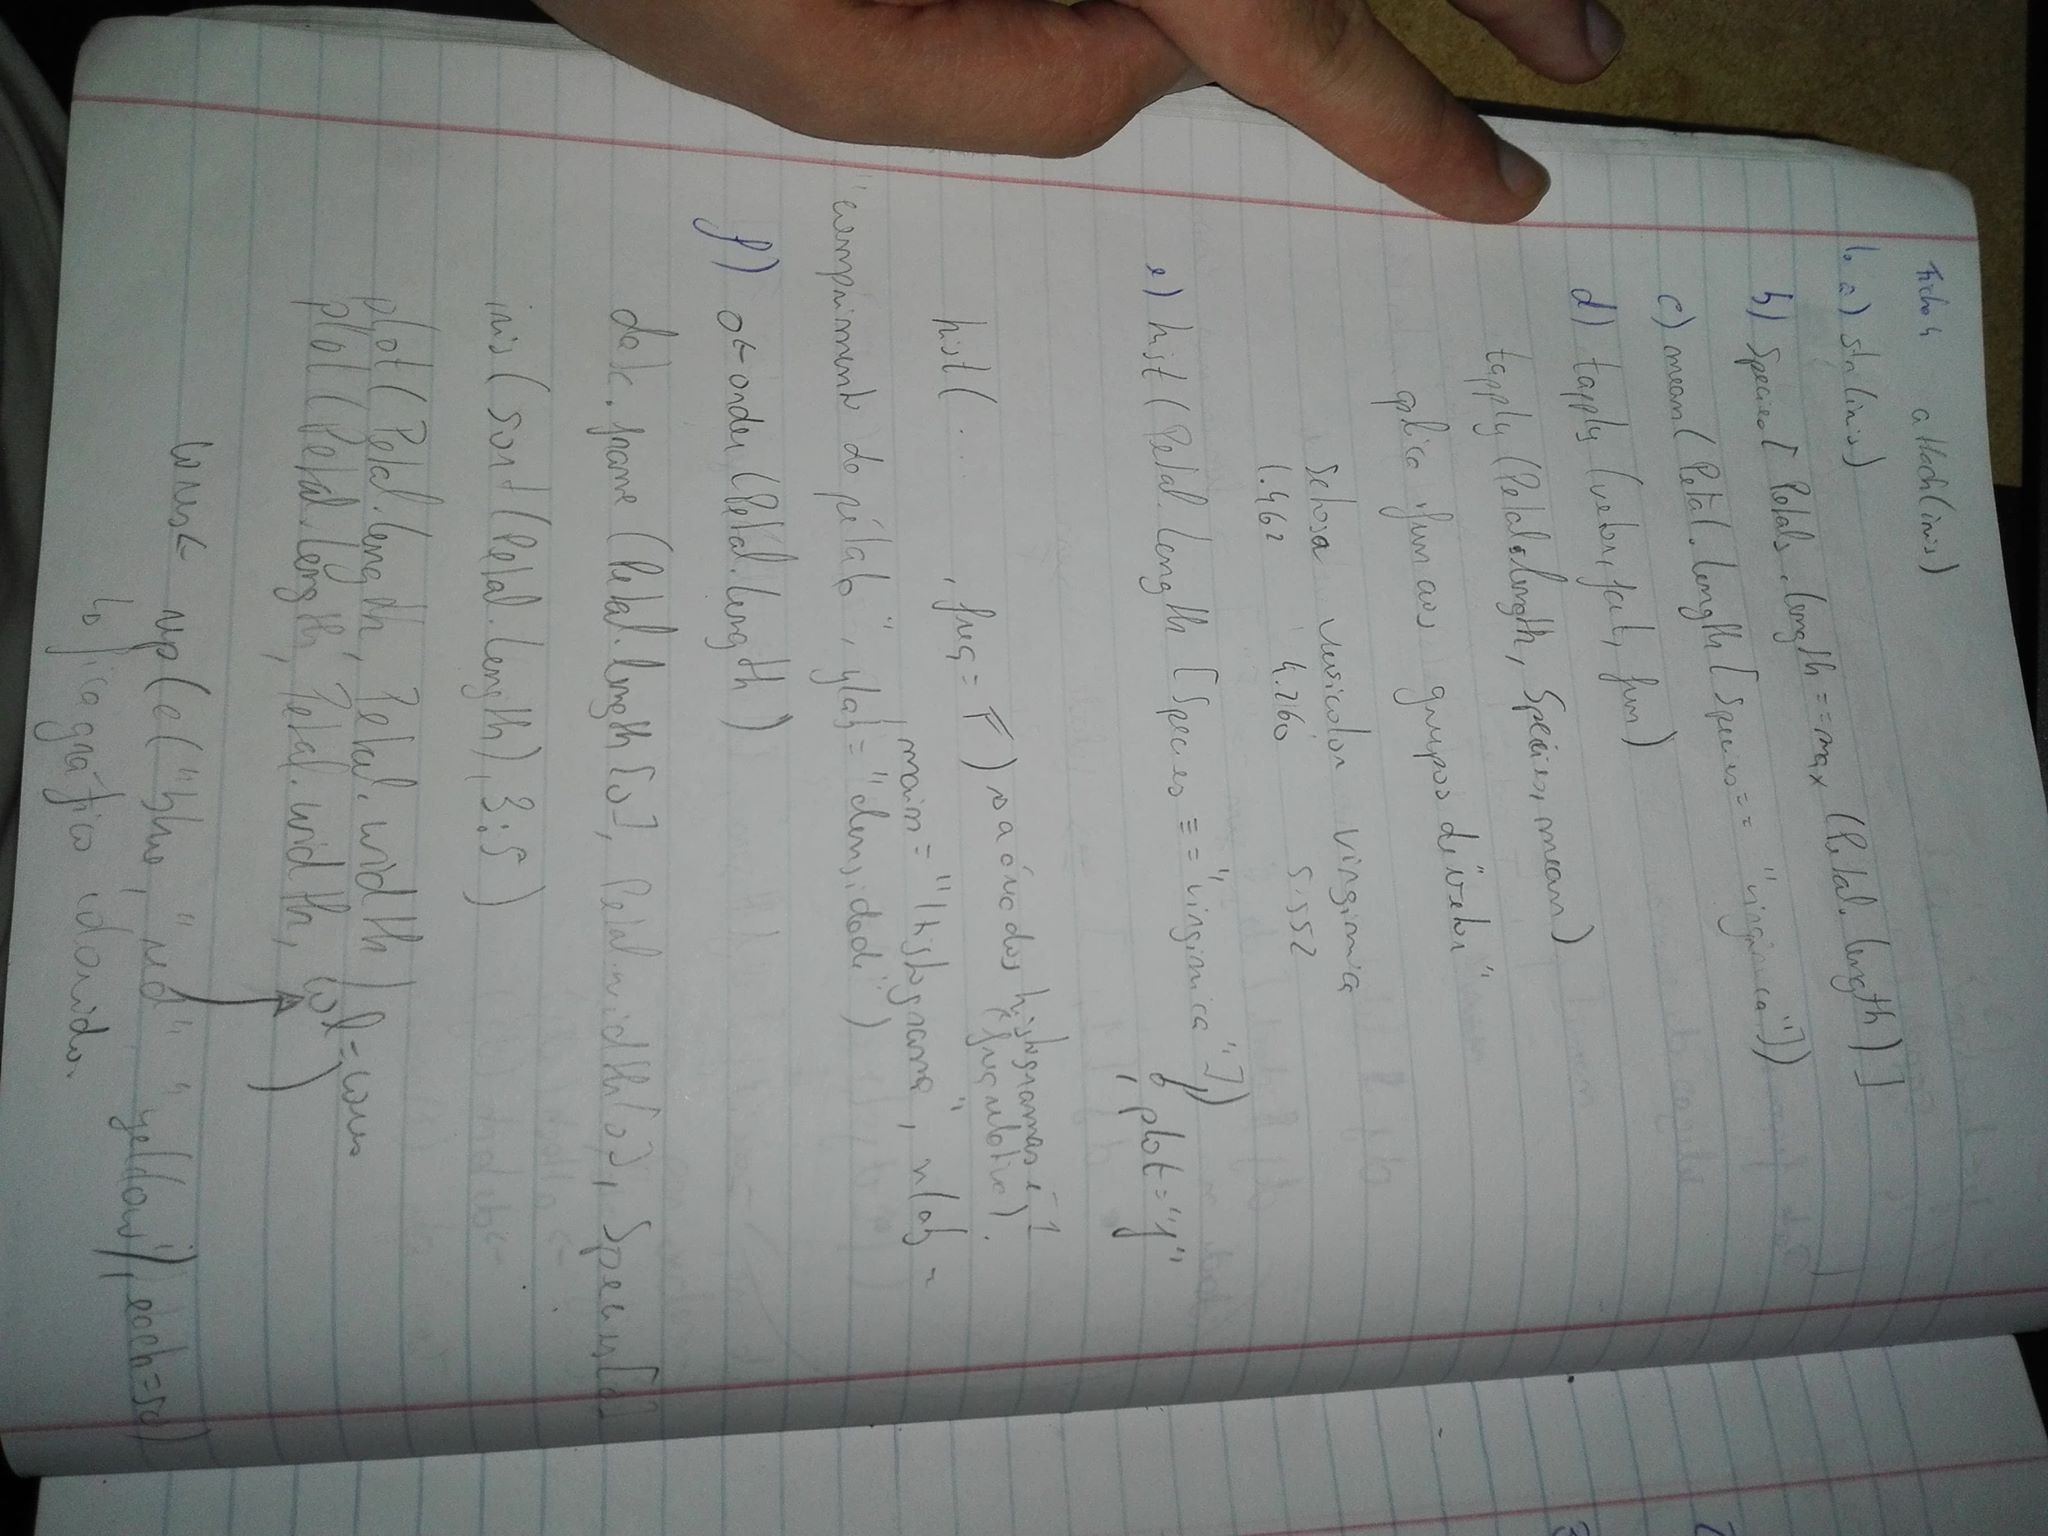 Ficha 4 attach(iris)
1. a) str(iris)
b) Species[Petals.length==max(Petal.length)]
c) mean(Petal.length[Species=="virginica"])
d) tapply(vetor, fact, fun)
tapply(Petal.length, Species, mean)
aplica fun aos grupos de "vetor"
setosa versicolor virginica
1.462 4.260 5.552
e) hist(Petal.length[Species=="virginica"])
, plot="f"
hist(......, freq=F) → a área dos histogramas é 1
(freq relativa).
, main="Histograma", xlab=
"comprimento da pétala", ylab="densidade")
f) o← order(Petal.length)
data.frame(Petal.length[o], Petal.width[o], Species[o]
iris(sort(Petal.length),3:5)
plot(Petal.length, Petal.width)
plot(Petal.length, Petal.width, col=cores)
cores← rep(c("blue, "red" "yellow"), each=50)
↳ fica gráfico colorido.